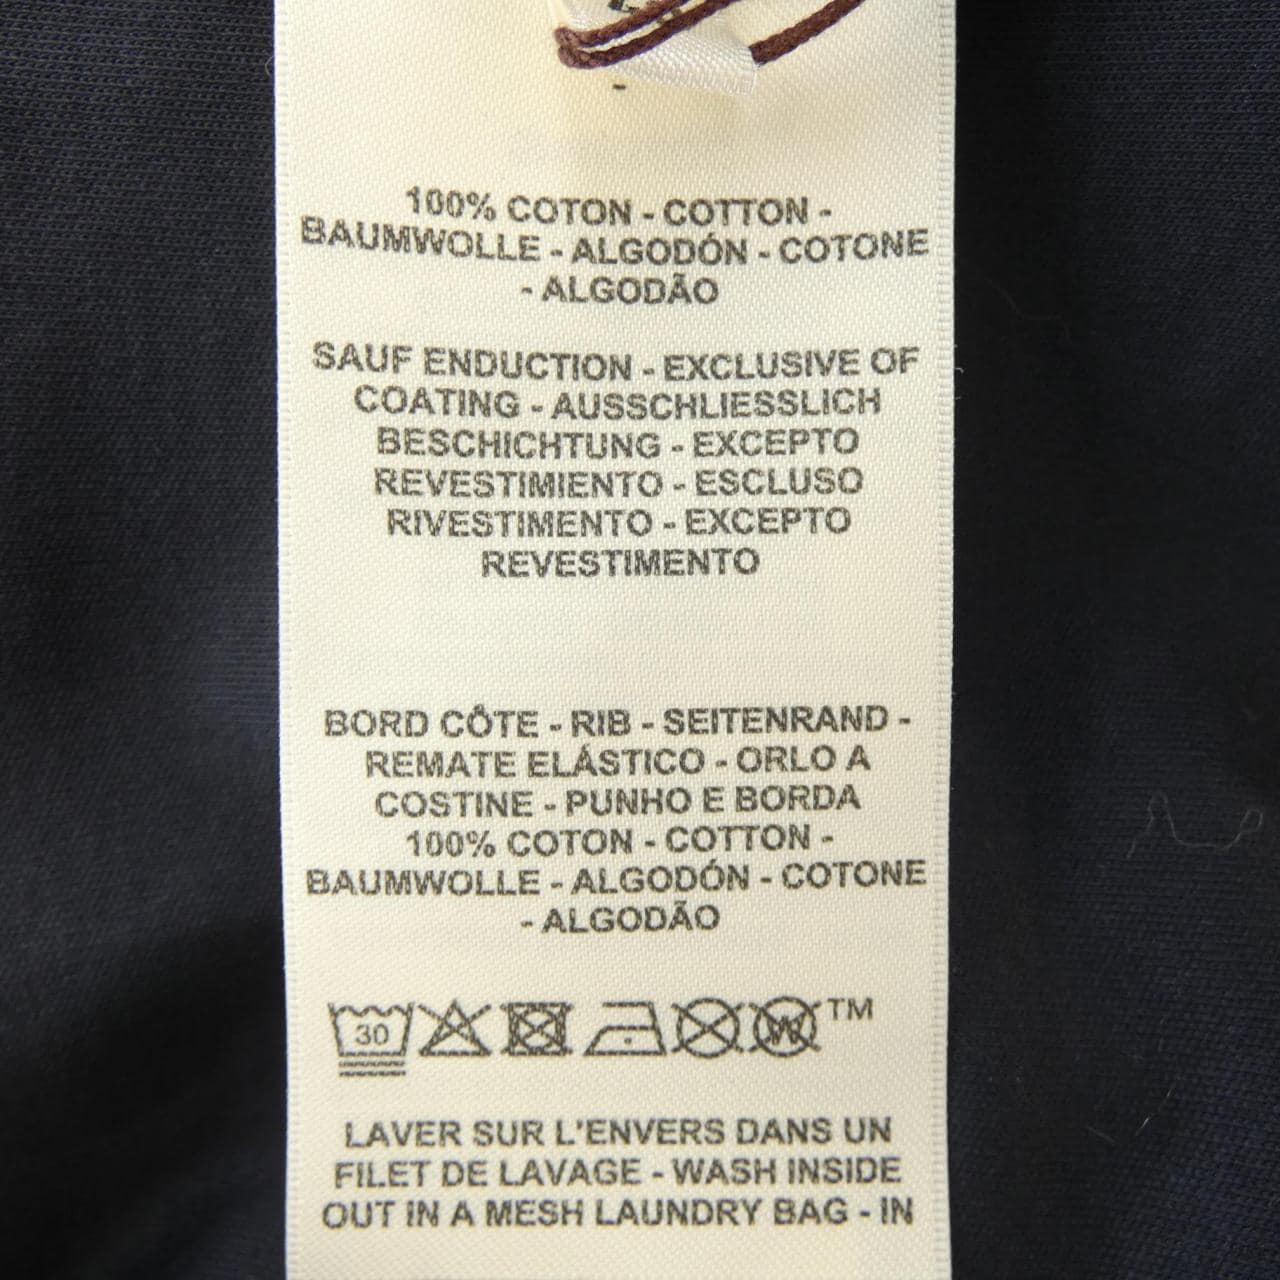 -
100% COTON - COTTON -
BAUMWOLLE - ALGODÓN - COTONE
- ALGODÃO
SAUF ENDUCTION - EXCLUSIVE OF
COATING - AUSSCHLIESSLICH
BESCHICHTUNG - EXCEPTO
REVESTIMIENTO - ESCLUSO
RIVESTIMENTO - EXCEPTO
REVESTIMENTO
BORD CÔTE - RIB - SEITENRAND -
REMATE ELÁSTICO - ORLO A
COSTINE - PUNHO E BORDA
100% COTON - COTTON -
BAUMWOLLE - ALGODÓN - COTONE
- ALGODÃO
30 W TM
LAVER SUR L'ENVERS DANS UN
FILET DE LAVAGE - WASH INSIDE
OUT IN A MESH LAUNDRY BAG - IN